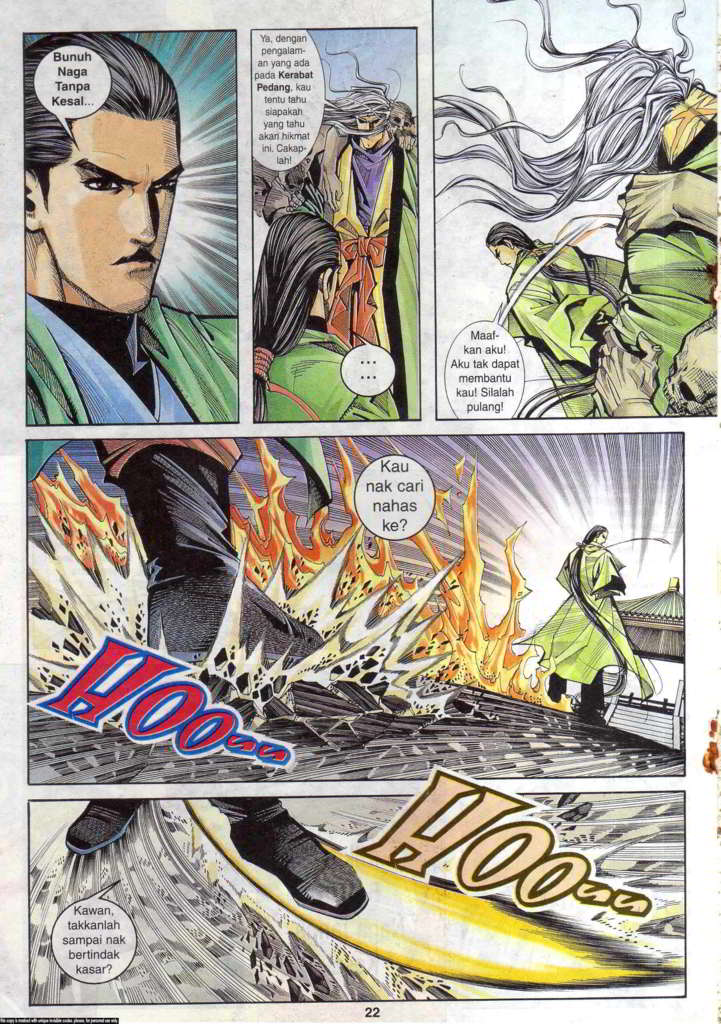 Bunuh
Naga
Tanpa
Kesal...
Ya, dengan
pengalam-
an yang ada
pada Kerabat
Pedang, kau
tentu tahu
siapakah
yang tahu
akan hikmat
ini. Cakap-
lah!
...
...
Maaf-
kan aku!
Aku tak dapat
membantu
kau! Silalah
pulang!
Kau
nak cari
nahas
ke?
HOO~~
HOO~~
Kawan,
takkanlah
sampai nak
bertindak
kasar?
22